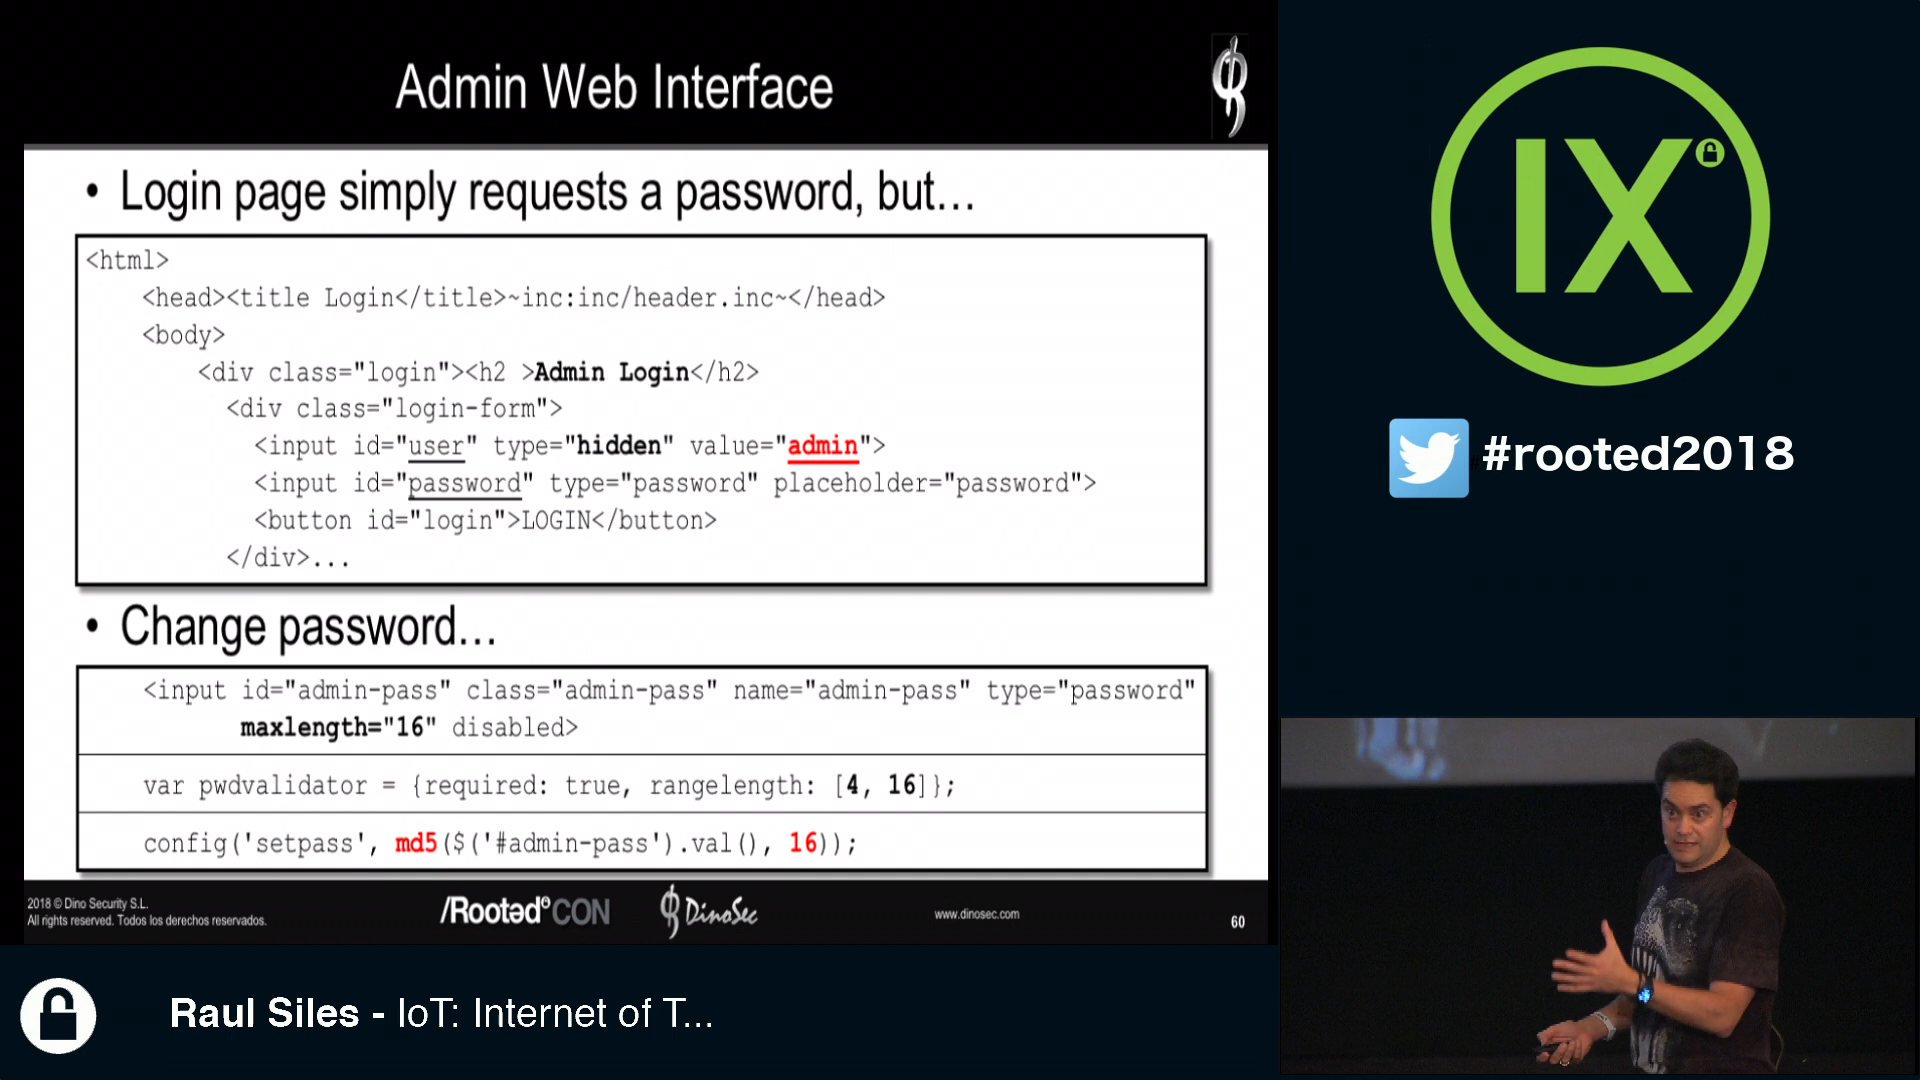 Admin Web Interface
• Login page simply requests a password, but...
<html>
<head><title Login</title>~inc:inc/header.inc~</head>
<body>
<div class="login"><h2 >Admin Login</h2>
<div class="login-form">
<input id="user" type="hidden" value="admin">
<input id="password" type="password" placeholder="password">
<button id="login">LOGIN</button>
</div>...
• Change password...
<input id="admin-pass" class="admin-pass" name="admin-pass" type="password"
maxlength="16" disabled>
var pwdvalidator = {required: true, rangelength: [4, 16]};
config('setpass', md5($('#admin-pass').val(), 16));
2018 © Dino Security S.L.
All rights reserved. Todos los derechos reservados.
/Rooted CON
DinoSec
www.dinosec.com
60
IX
#rooted2018
Raul Siles - IoT: Internet of T...